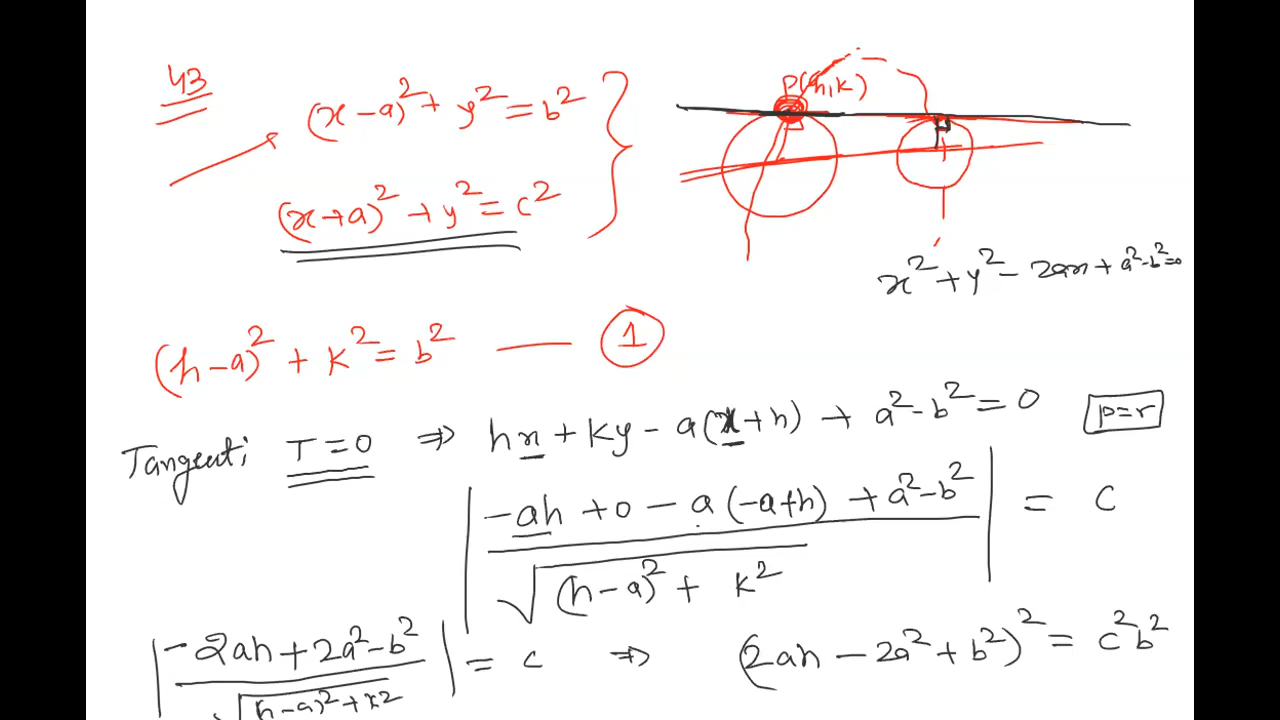 43
(x-a)² + y² = b²
(x+a)² + y² = c²
P(h,k)
x² + y² - 2ax + a² - b² = 0
(h-a)² + k² = b² — ①
Tangent: T = 0 ⇒ hx + ky - a(x+h) + a² - b² = 0
p=r
|(-ah + 0 - a(-a+h) + a² - b²) / √((h-a)² + k²)| = c
|(-2ah + 2a² - b²) / √((h-a)² + k²)| = c ⇒ (2ah - 2a² + b²)² = c²b²